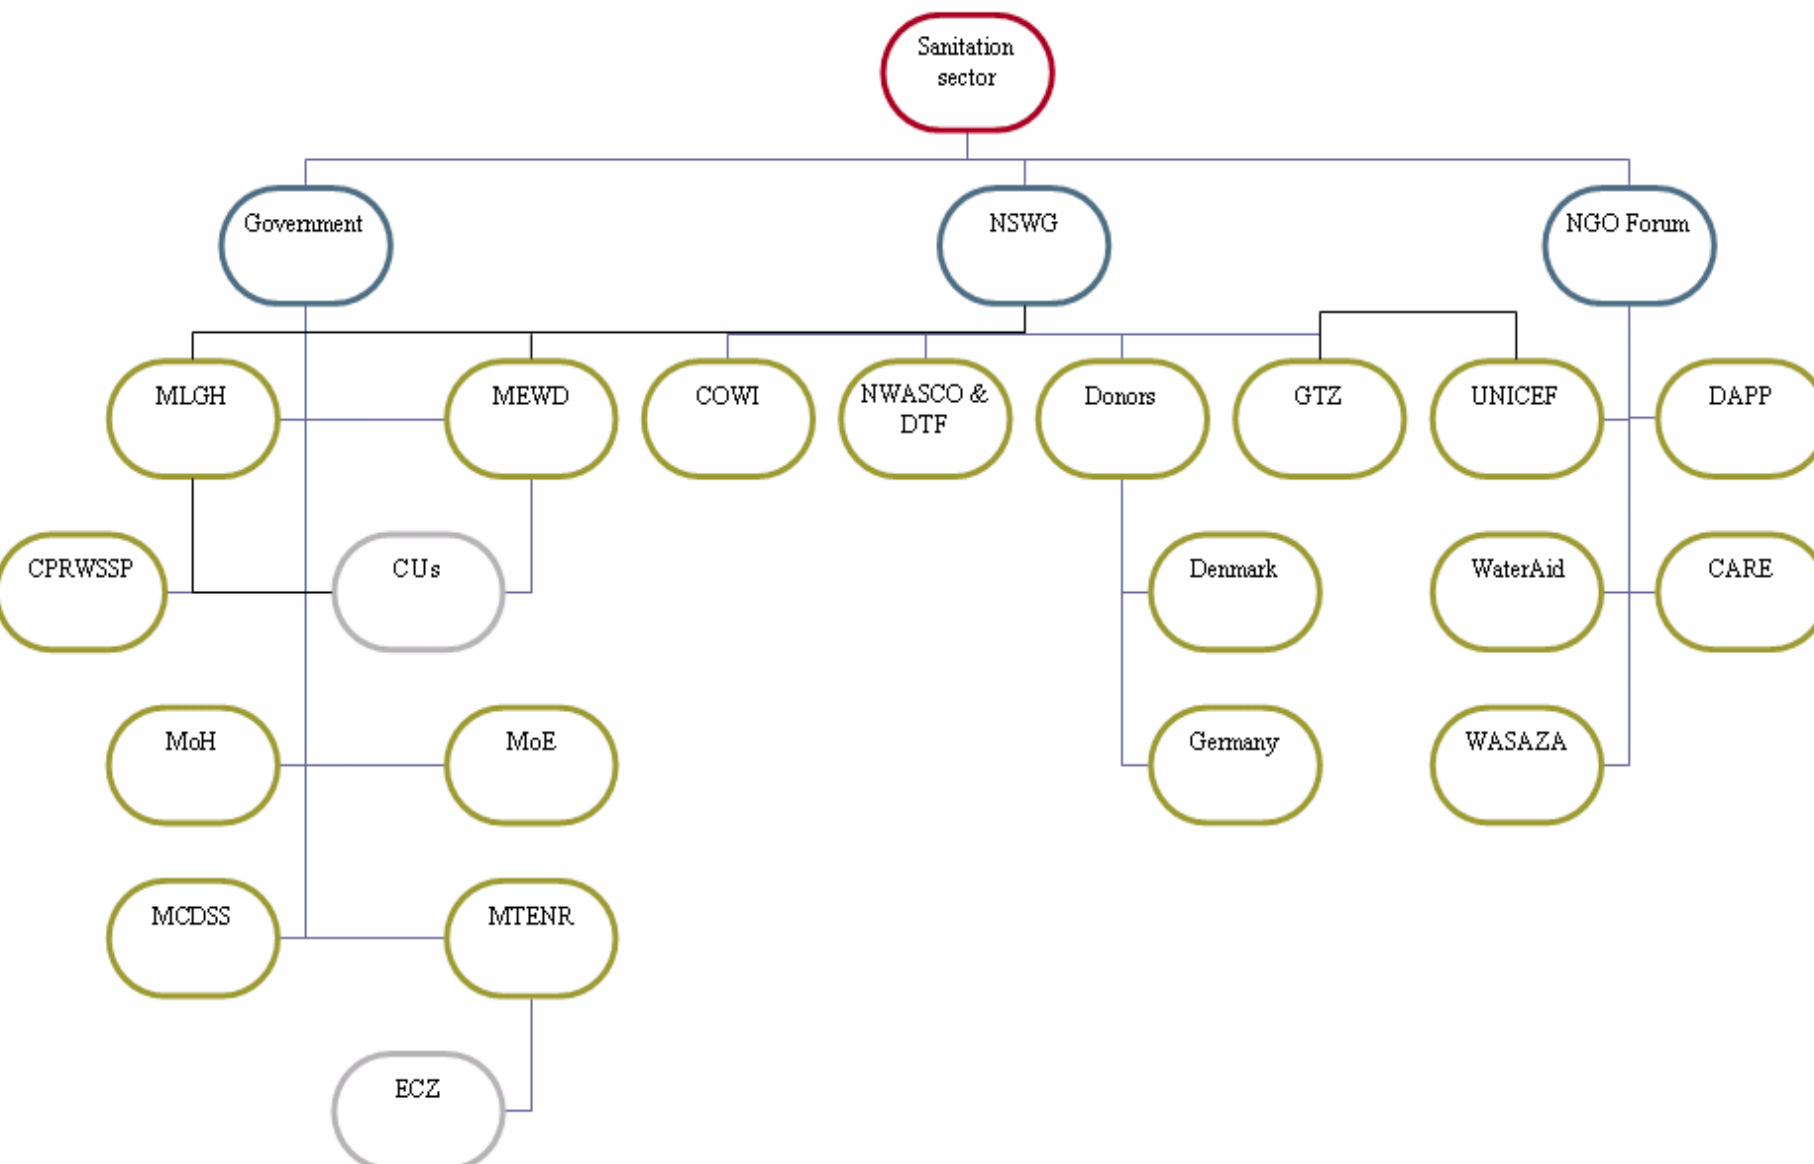 Sanitation
sector
Government
NSWG
NGO Forum
MLGH
MEWD
COWI
NWASCO &
DTF
Donors
GTZ
UNICEF
DAPP
CPRWSSP
CUs
Denmark
WaterAid
CARE
MoH
MoE
Germany
WASAZA
MCDSS
MTENR
ECZ